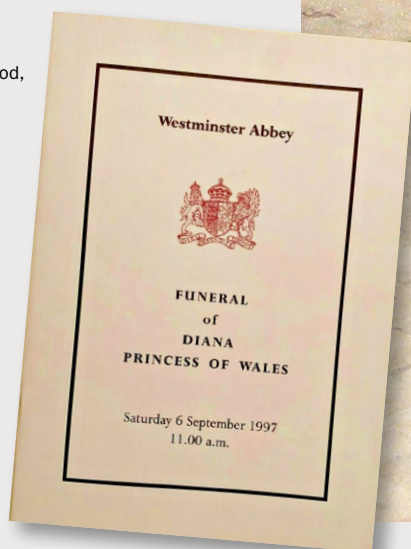 od,
Westminster Abbey
FUNERAL
of
DIANA
PRINCESS OF WALES
Saturday 6 September 1997
11.00 a.m.